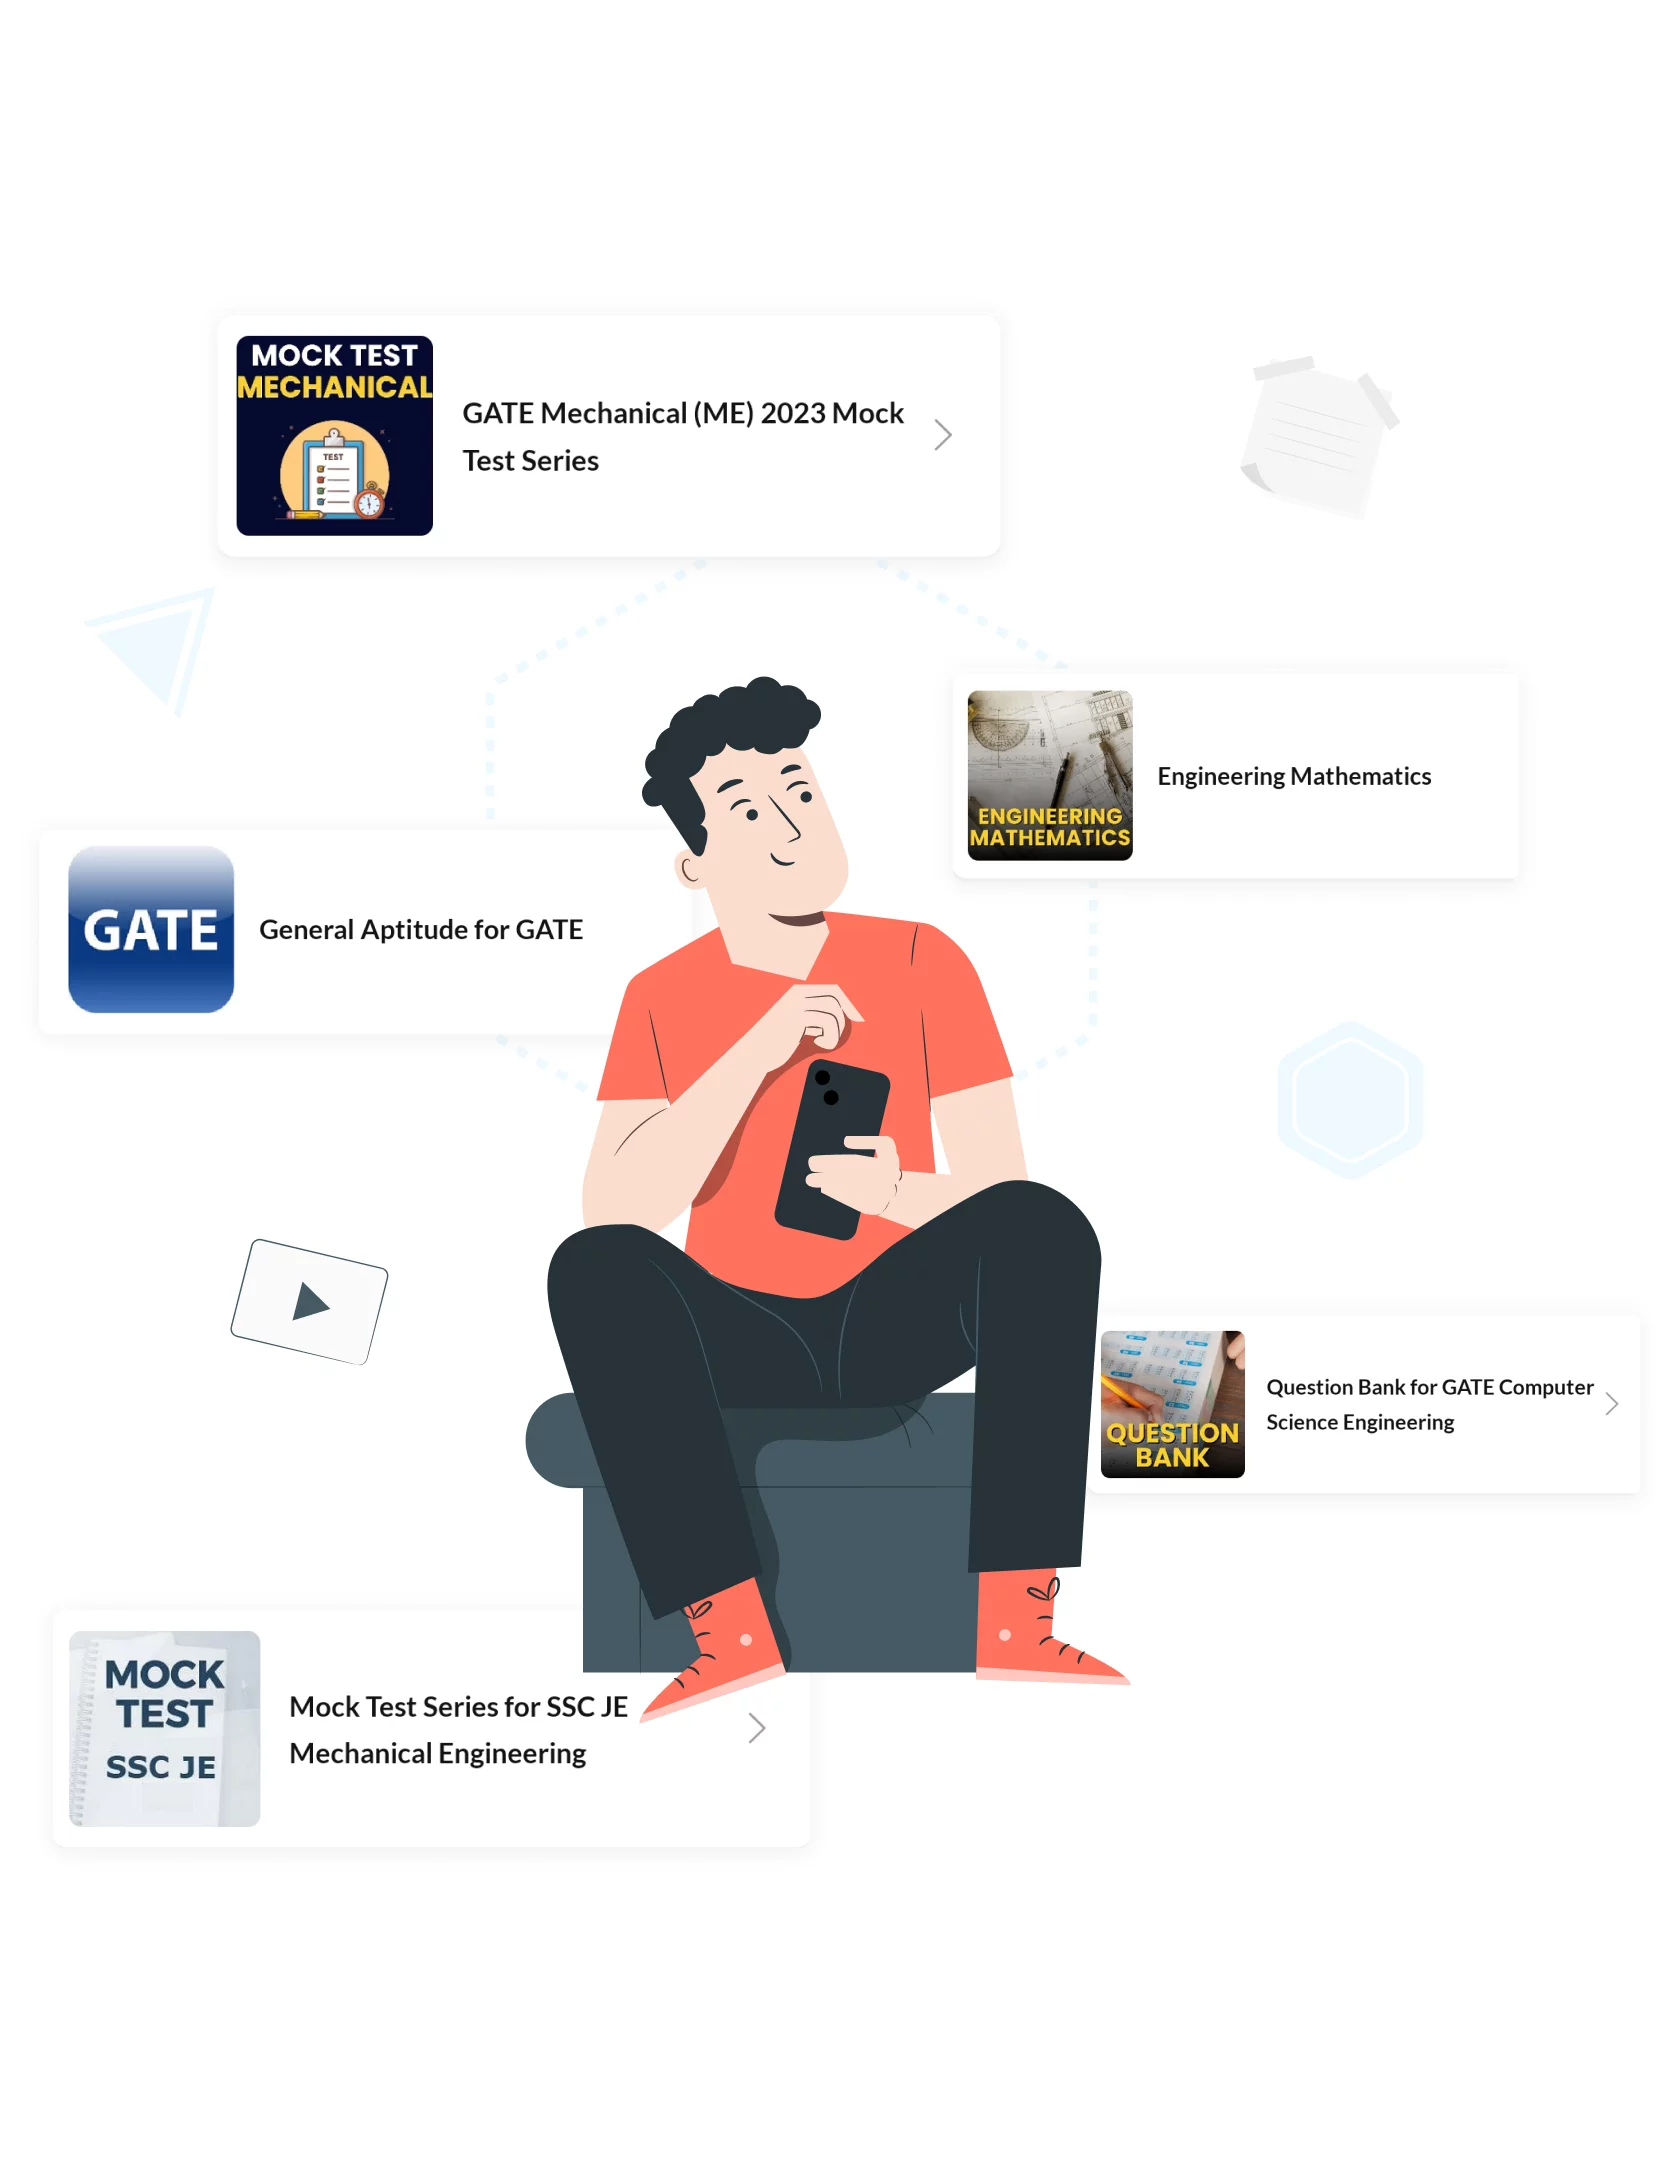 MOCK TEST
MECHANICAL
TEST
GATE Mechanical (ME) 2023 Mock
Test Series
ENGINEERING
MATHEMATICS
Engineering Mathematics
GATE
General Aptitude for GATE
QUESTION
BANK
Question Bank for GATE Computer
Science Engineering
MOCK
TEST
SSC JE
Mock Test Series for SSC JE
Mechanical Engineering